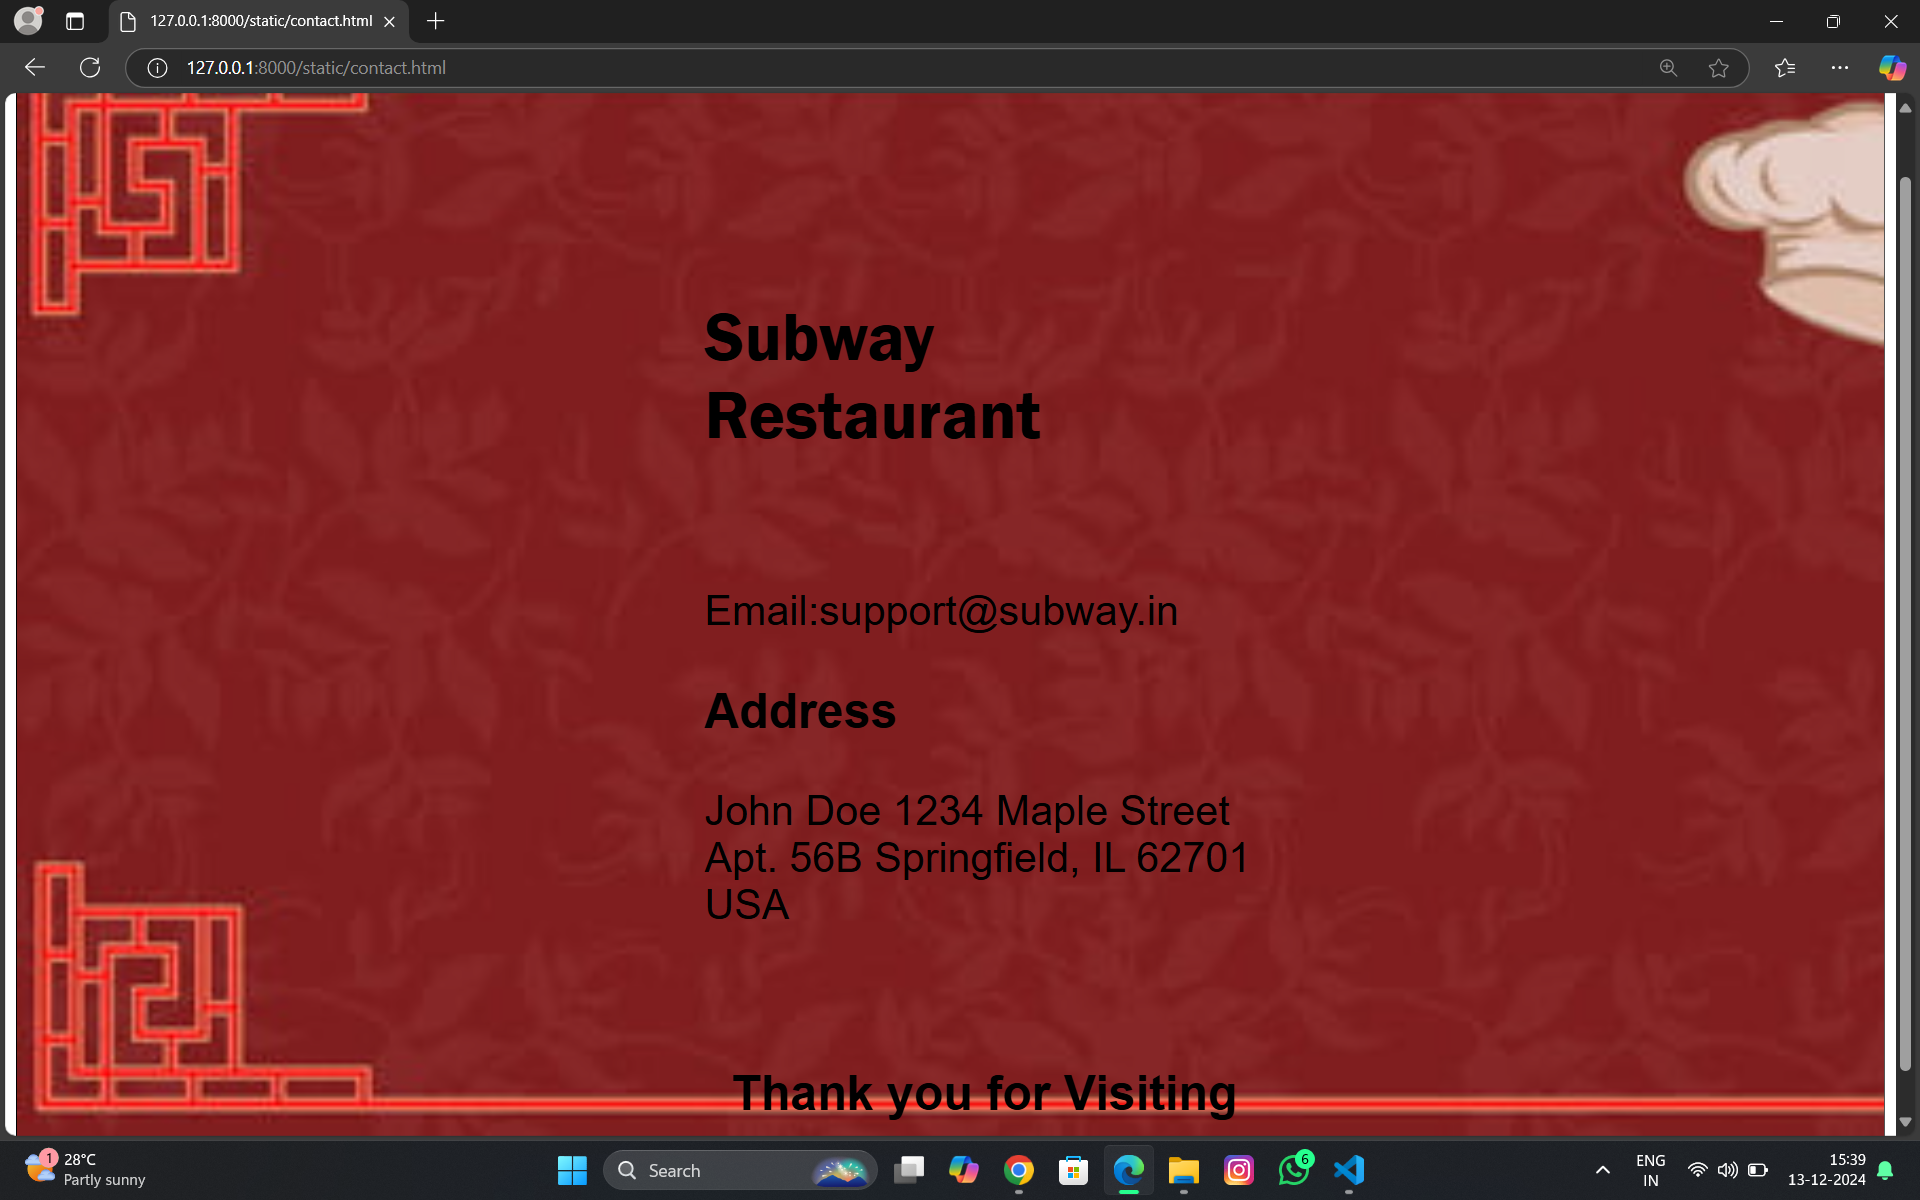 127.0.0.1:8000/static/contact.html
127.0.0.1:8000/static/contact.html
Subway
Restaurant
Email:support@subway.in
Address
John Doe 1234 Maple Street
Apt. 56B Springfield, IL 62701
USA
Thank you for Visiting
1
28°C
Partly sunny
Search
6
ENG
IN
15:39
13-12-2024